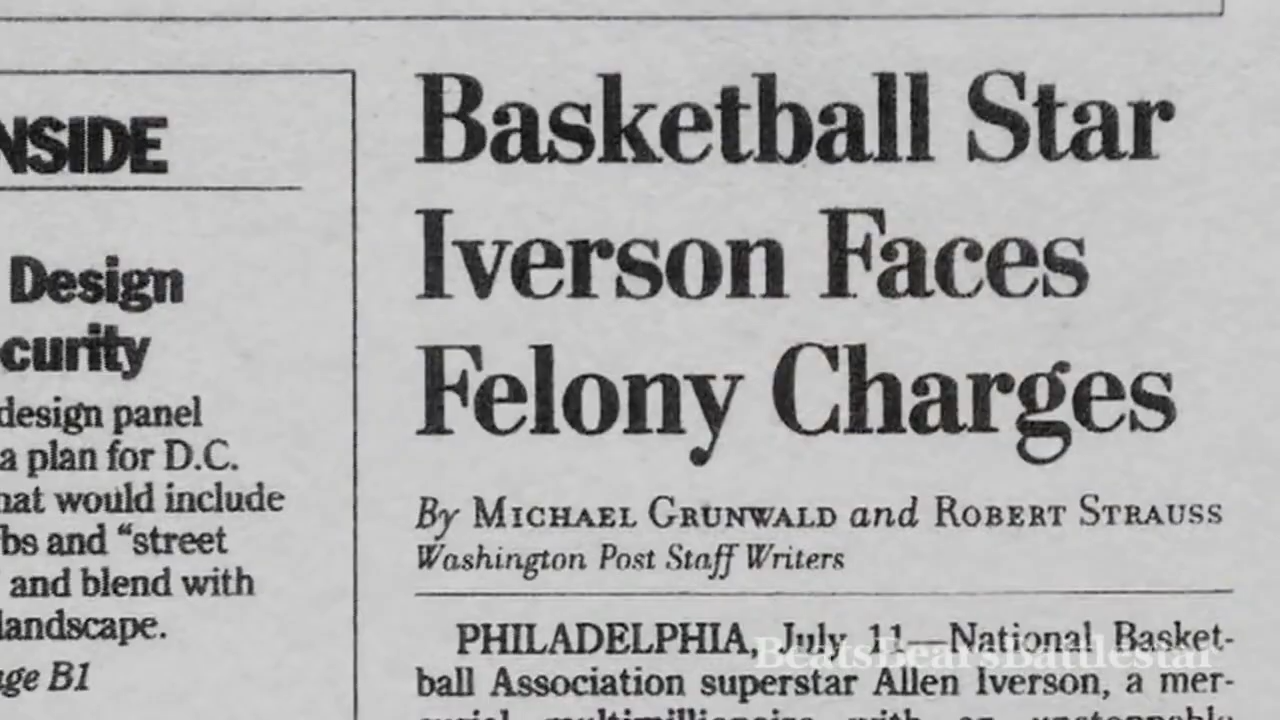 NSIDE
Design
curity
design panel
a plan for D.C.
hat would include
bs and “street
and blend with
landscape.
ge B1
Basketball Star
Iverson Faces
Felony Charges
By MICHAEL GRUNWALD and ROBERT STRAUSS
Washington Post Staff Writers
PHILADELPHIA, July 11—National Basket-
ball Association superstar Allen Iverson, a mer-
BeatsBearsBattlestar